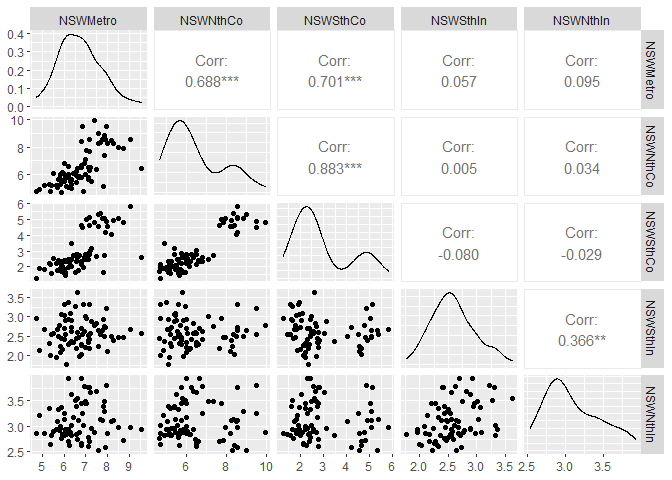 NSWMetro NSWNthCo NSWSthCo NSWSthIn NSWNthIn
0.4
0.3
0.2
0.1
0.0
Corr:
0.688***
Corr:
0.701***
Corr:
0.057
Corr:
0.095
NSWMetro
10
8
6
Corr:
0.883***
Corr:
0.005
Corr:
0.034
NSWNthCo
6
5
4
3
2
Corr:
-0.080
Corr:
-0.029
NSWSthCo
3.5
3.0
2.5
2.0
Corr:
0.366**
NSWSthIn
3.5
3.0
2.5
NSWNthIn
5 6 7 8 9 6 8 10 2 3 4 5 6 2.0 2.5 3.0 3.5 2.5 3.0 3.5